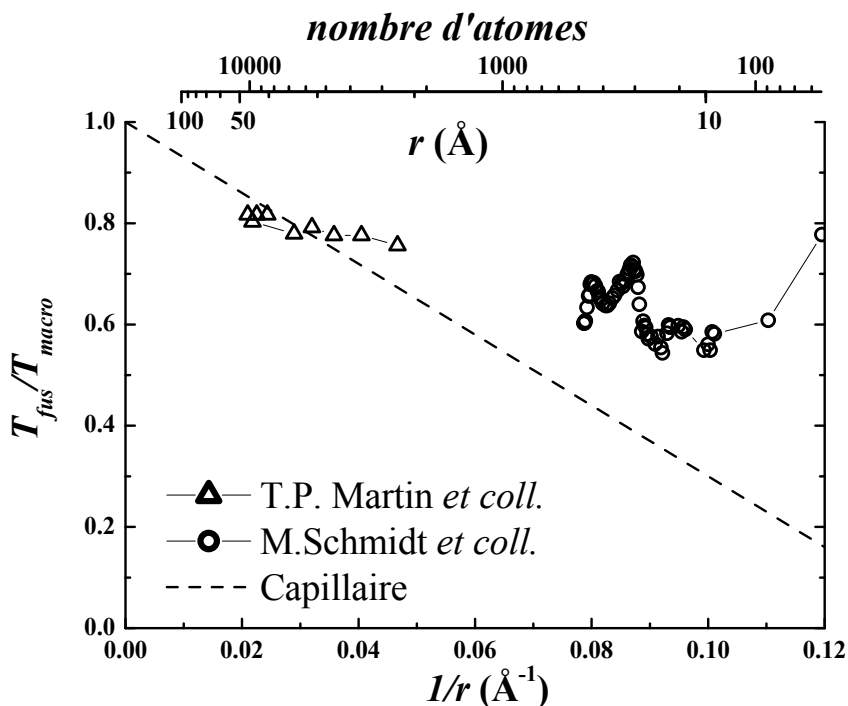 nombre d'atomes
10000 1000 100
100 50 10
r (Å)
1.0
0.8
0.6
0.4
0.2
0.0
T_fus/T_macro
T.P. Martin et coll.
M.Schmidt et coll.
Capillaire
0.00 0.02 0.04 0.06 0.08 0.10 0.12
1/r (Å⁻¹)